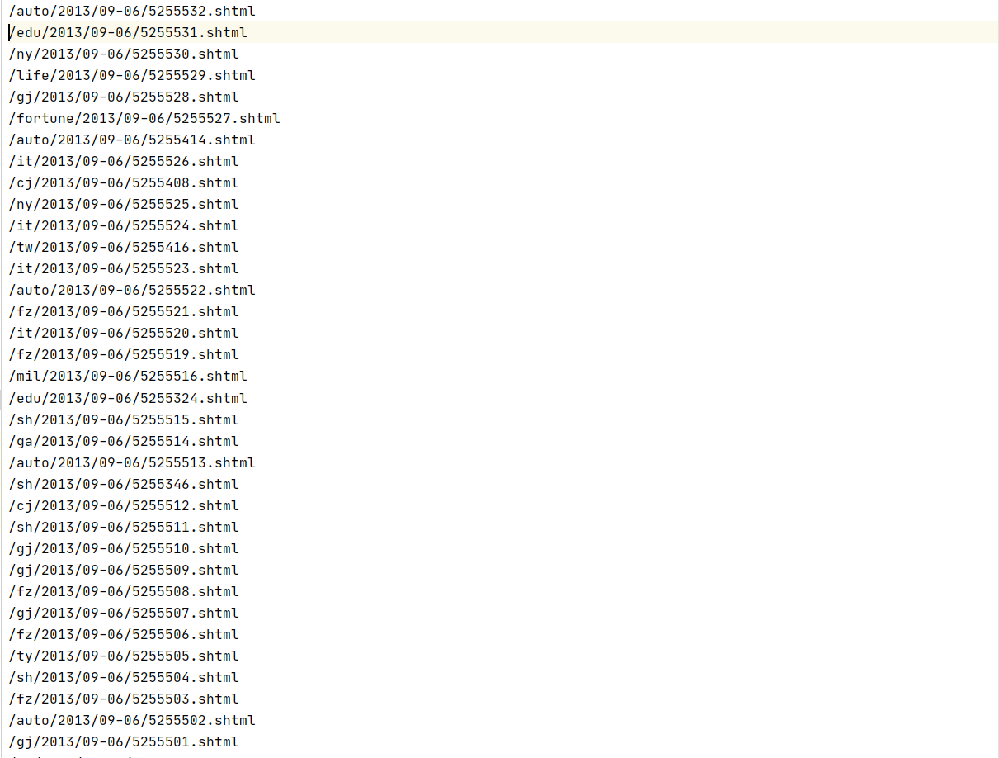 /auto/2013/09-06/5255532.shtml
/edu/2013/09-06/5255531.shtml
/ny/2013/09-06/5255530.shtml
/life/2013/09-06/5255529.shtml
/gj/2013/09-06/5255528.shtml
/fortune/2013/09-06/5255527.shtml
/auto/2013/09-06/5255414.shtml
/it/2013/09-06/5255526.shtml
/cj/2013/09-06/5255408.shtml
/ny/2013/09-06/5255525.shtml
/it/2013/09-06/5255524.shtml
/tw/2013/09-06/5255416.shtml
/it/2013/09-06/5255523.shtml
/auto/2013/09-06/5255522.shtml
/fz/2013/09-06/5255521.shtml
/it/2013/09-06/5255520.shtml
/fz/2013/09-06/5255519.shtml
/mil/2013/09-06/5255516.shtml
/edu/2013/09-06/5255324.shtml
/sh/2013/09-06/5255515.shtml
/ga/2013/09-06/5255514.shtml
/auto/2013/09-06/5255513.shtml
/sh/2013/09-06/5255346.shtml
/cj/2013/09-06/5255512.shtml
/sh/2013/09-06/5255511.shtml
/gj/2013/09-06/5255510.shtml
/gj/2013/09-06/5255509.shtml
/fz/2013/09-06/5255508.shtml
/gj/2013/09-06/5255507.shtml
/fz/2013/09-06/5255506.shtml
/ty/2013/09-06/5255505.shtml
/sh/2013/09-06/5255504.shtml
/fz/2013/09-06/5255503.shtml
/auto/2013/09-06/5255502.shtml
/gj/2013/09-06/5255501.shtml